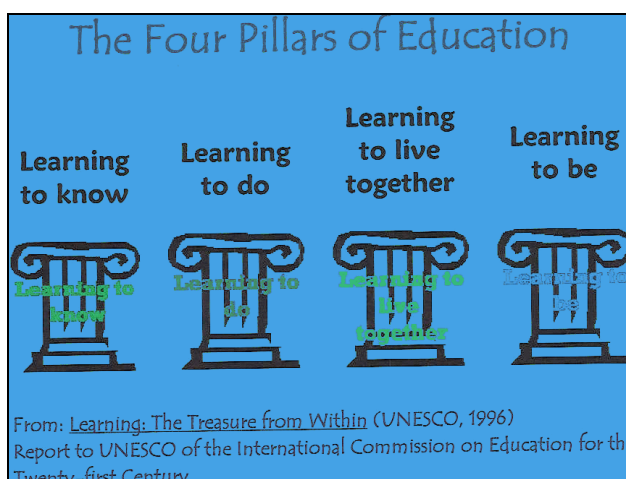 The Four Pillars of Education
Learning
to know
Learning
to do
Learning
to live
together
Learning
to be
Learning to
know
Learning to
do
Learning to
live
together
Learning to
be
From: Learning: The Treasure from Within (UNESCO, 1996)
Report to UNESCO of the International Commission on Education for th
Twenty-first Century